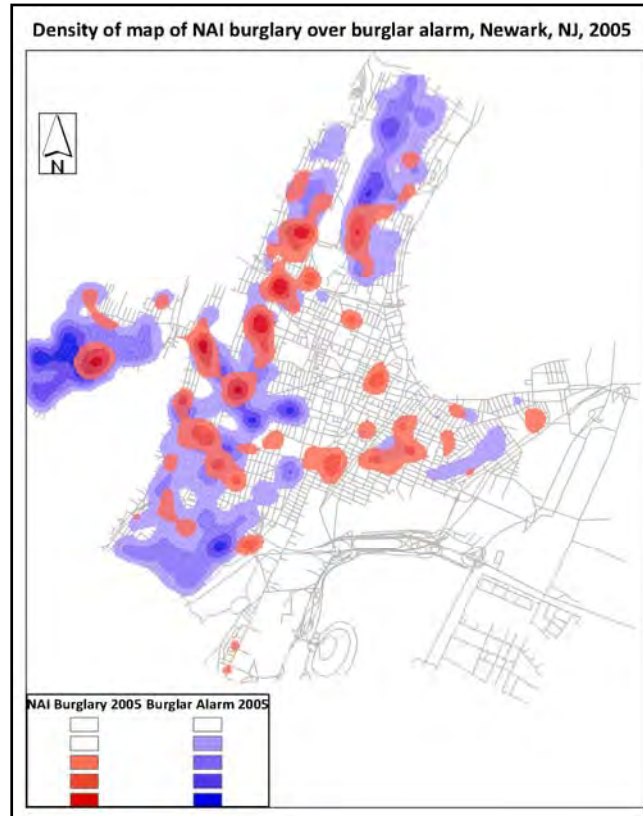 Density of map of NAI burglary over burglar alarm, Newark, NJ, 2005
N
NAI Burglary 2005 Burglar Alarm 2005